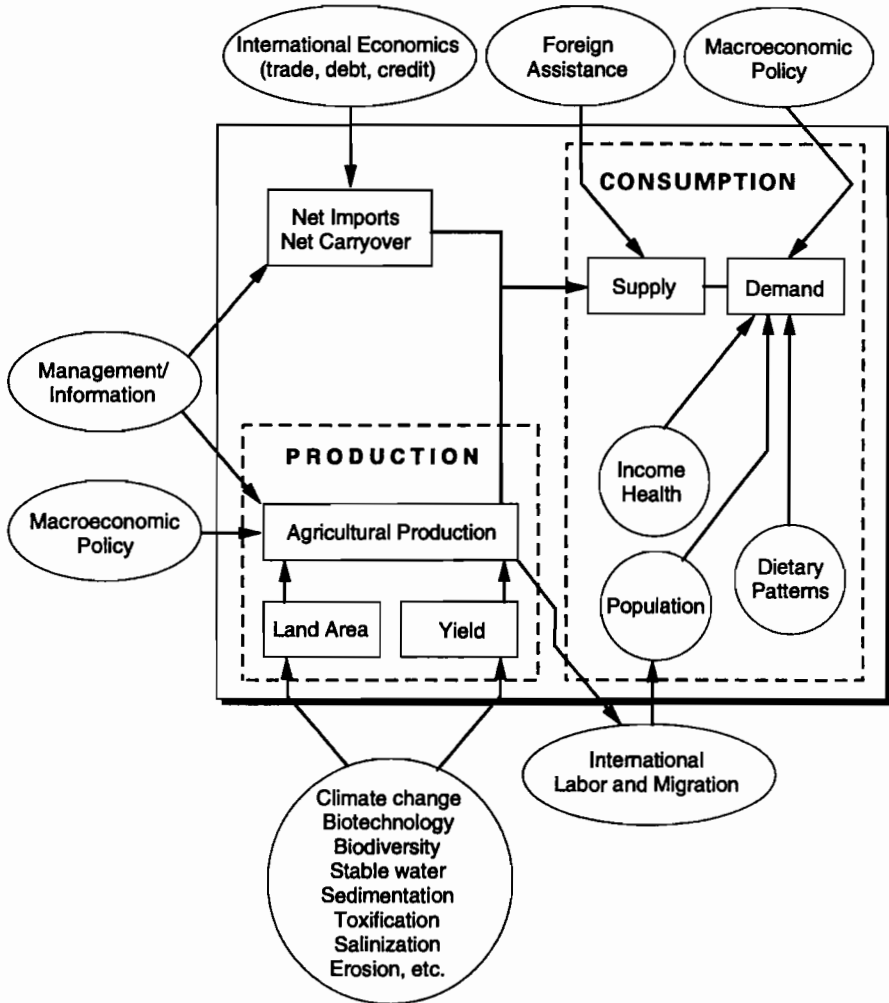 International Economics
(trade, debt, credit)
Foreign
Assistance
Macroeconomic
Policy
CONSUMPTION
Net Imports
Net Carryover
Supply
Demand
Management/
Information
PRODUCTION
Income
Health
Macroeconomic
Policy
Agricultural Production
Dietary
Patterns
Population
Land Area
Yield
International
Labor and Migration
Climate change
Biotechnology
Biodiversity
Stable water
Sedimentation
Toxification
Salinization
Erosion, etc.